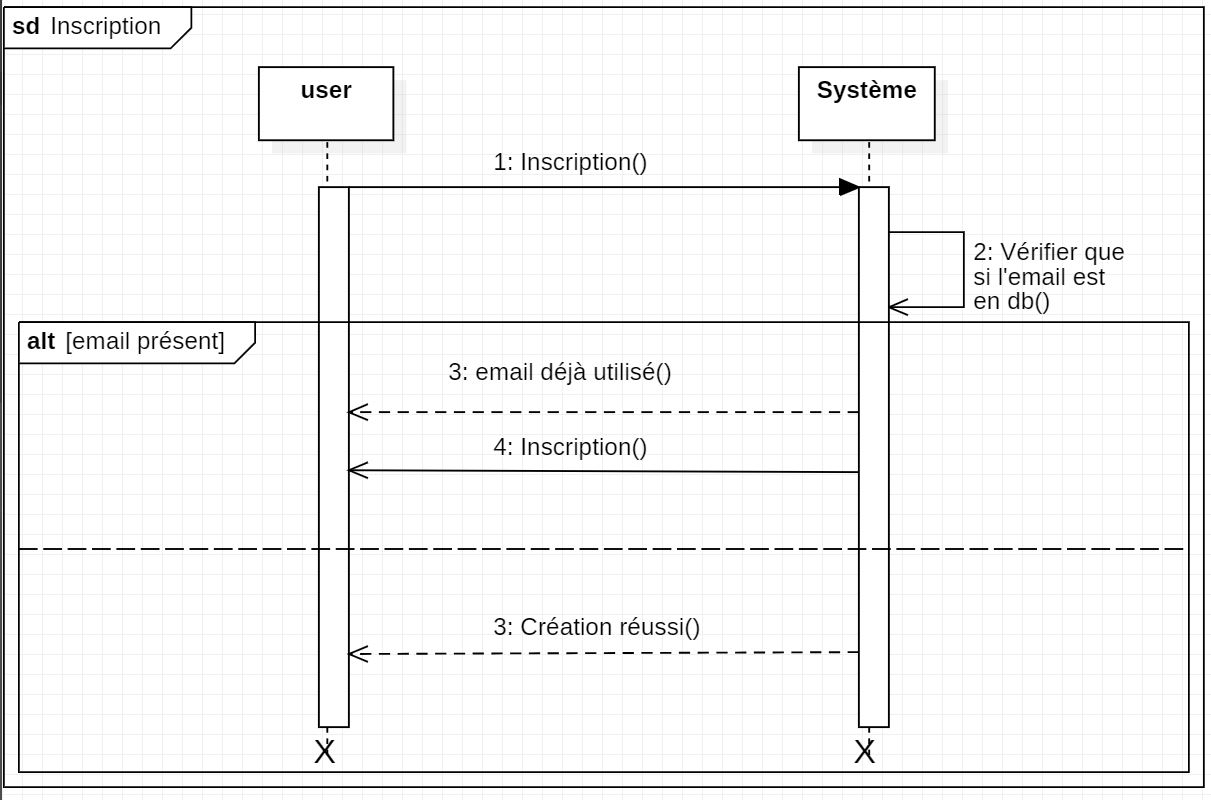 sd Inscription
user
Système
1: Inscription()
2: Vérifier que
si l'email est
en db()
alt [email présent]
3: email déjà utilisé()
4: Inscription()
3: Création réussi()
X
X